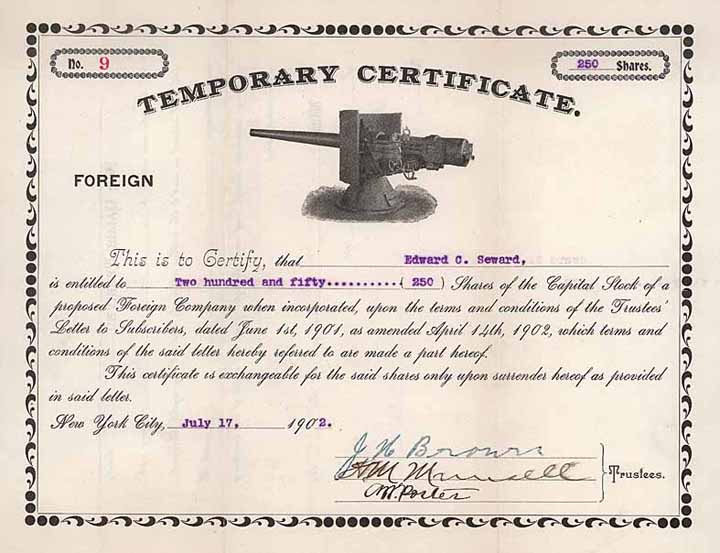 No. 9
250 Shares.
TEMPORARY CERTIFICATE.
FOREIGN
This is to Certify, that Edward C. Seward,
is entitled to Two hundred and fifty..........( 250 ) Shares of the Capital Stock of a
proposed Foreign Company when incorporated, upon the terms and conditions of the Trustees'
Letter to Subscribers, dated June 1st, 1901, as amended April 14th, 1902, which terms and
conditions of the said letter hereby referred to are made a part hereof.
This certificate is exchangeable for the said shares only upon surrender hereof as provided
in said letter.
New York City, July 17, 1902.
Brown
Trustees.
Porter